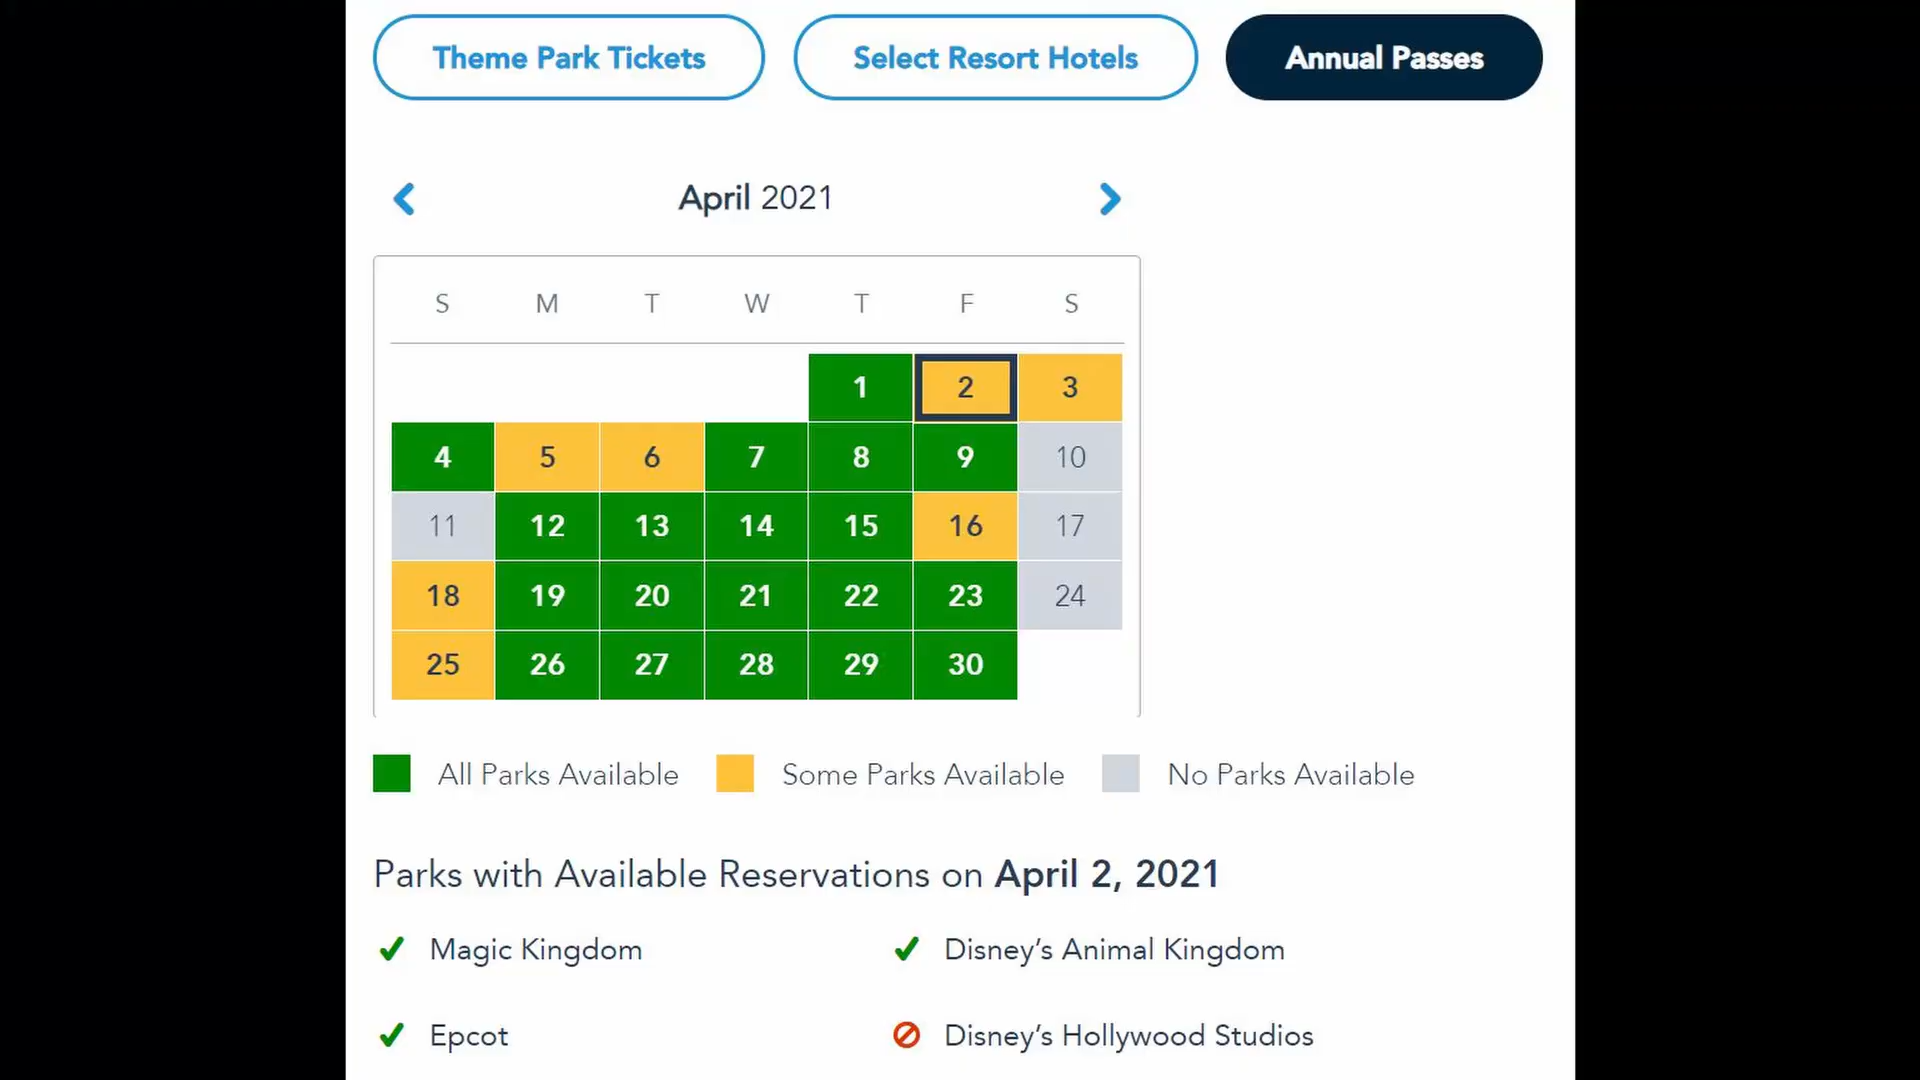 Theme Park Tickets Select Resort Hotels Annual Passes
April 2021
S M T W T F S
1 2 3
4 5 6 7 8 9 10
11 12 13 14 15 16 17
18 19 20 21 22 23 24
25 26 27 28 29 30
All Parks Available Some Parks Available No Parks Available
Parks with Available Reservations on April 2, 2021
Magic Kingdom Disney's Animal Kingdom
Epcot Disney's Hollywood Studios